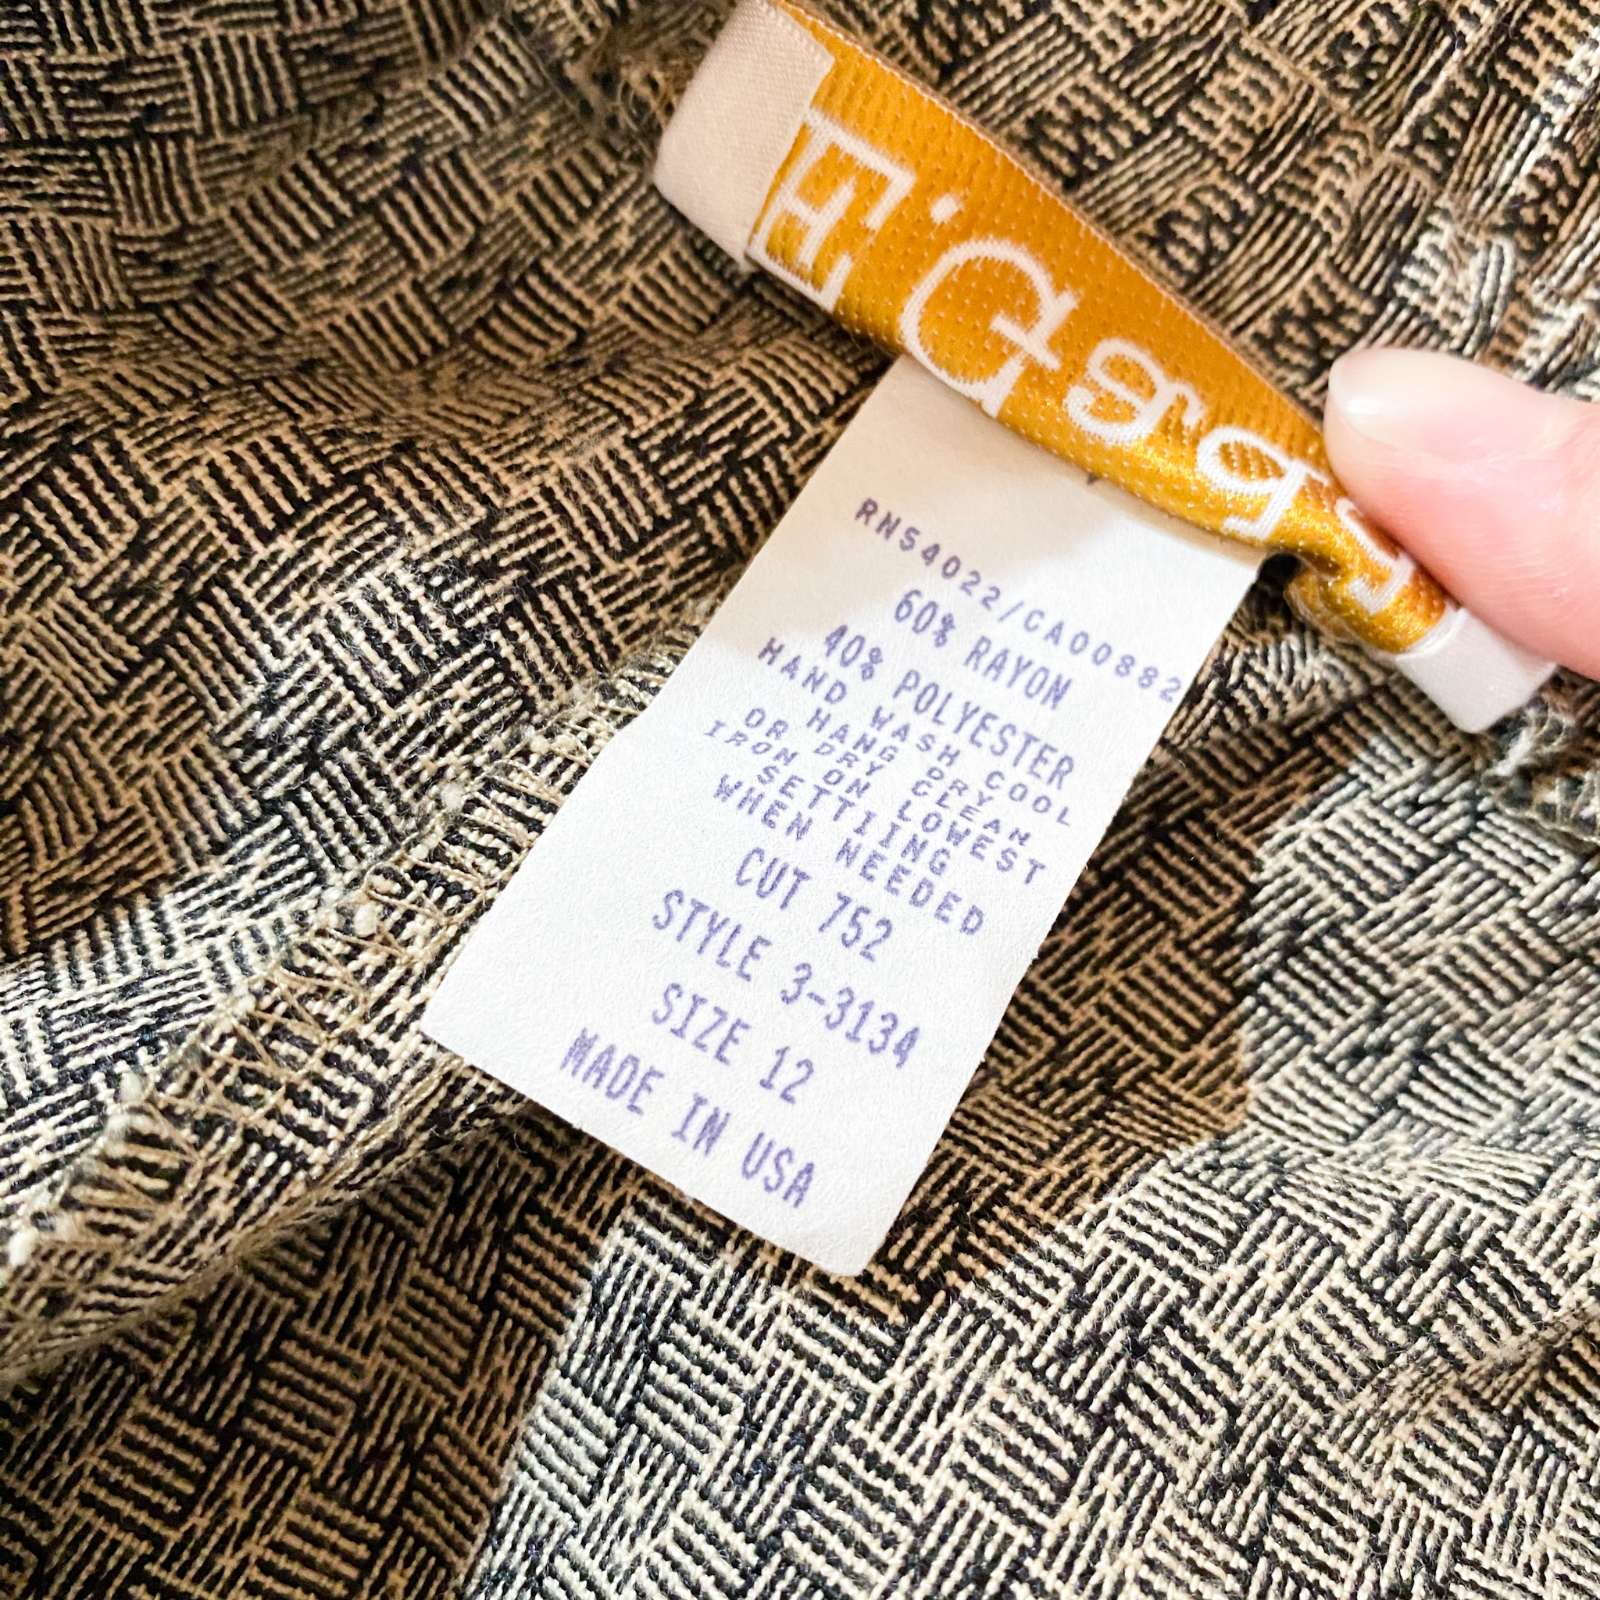 RN54022/CA00882
60% RAYON
40% POLYESTER
HAND WASH COOL
HANG DRY
OR DRY CLEAN
IRON ON LOWEST
SETTIING
WHEN NEEDED
CUT 752
STYLE 3-3134
SIZE 12
MADE IN USA